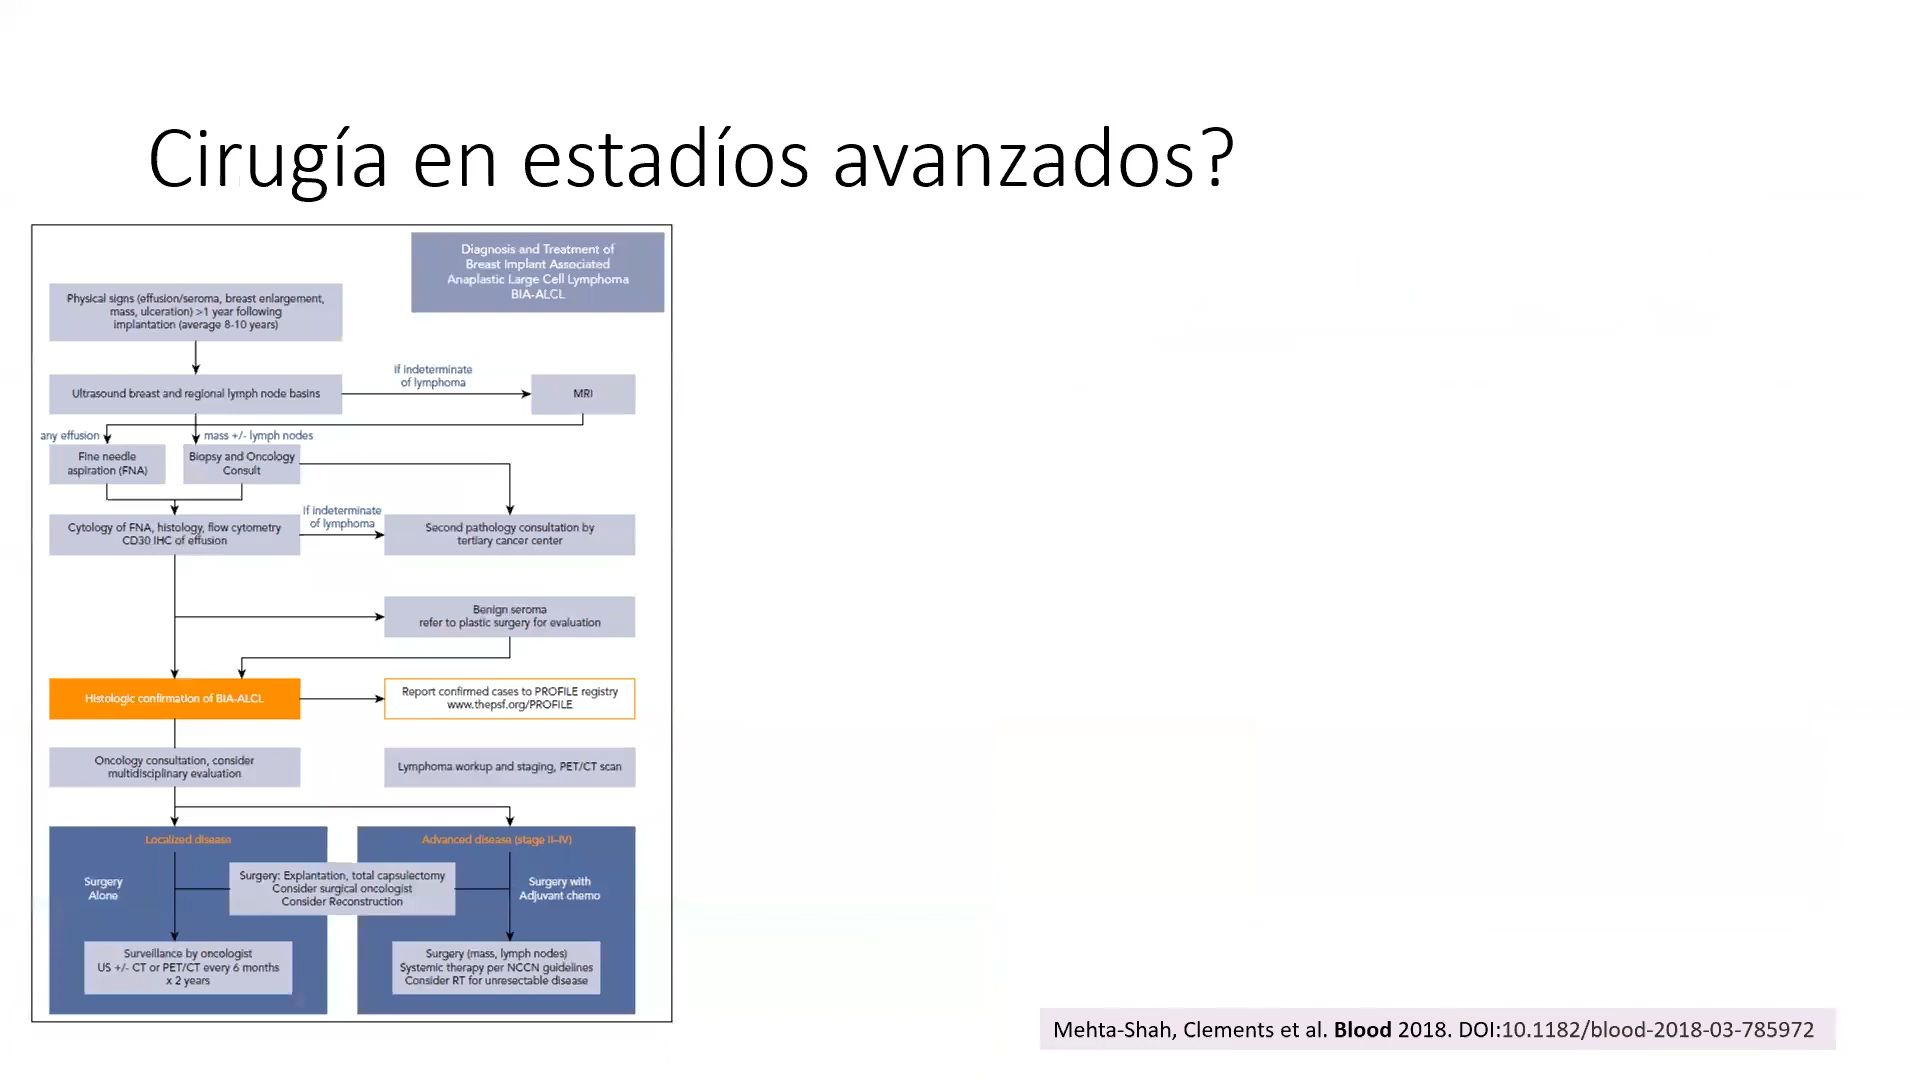 Cirugía en estadíos avanzados?
Diagnosis and Treatment of
Breast Implant Associated
Anaplastic Large Cell Lymphoma
BIA-ALCL
Physical signs (effusion/seroma, breast enlargement,
mass, ulceration) >1 year following
implantation (average 8-10 years)
Ultrasound breast and regional lymph node basins
if indeterminate
of lymphoma
MRI
any effusion
mass +/- lymph nodes
Fine needle
aspiration (FNA)
Biopsy and Oncology
Consult
Cytology of FNA, histology, flow cytometry
CD30 IHC of effusion
if indeterminate
of lymphoma
Second pathology consultation by
tertiary cancer center
Benign seroma
refer to plastic surgery for evaluation
Histologic confirmation of BIA-ALCL
Report confirmed cases to PROFILE registry
www.thepsf.org/PROFILE
Oncology consultation, consider
multidisciplinary evaluation
Lymphoma workup and staging, PET/CT scan
Localized disease
Advanced disease (stage II–IV)
Surgery
Alone
Surgery: Explantation, total capsulectomy
Consider surgical oncologist
Consider Reconstruction
Surgery with
Adjuvant chemo
Surveillance by oncologist
US +/- CT or PET/CT every 6 months
x 2 years
Surgery (mass, lymph nodes)
Systemic therapy per NCCN guidelines
Consider RT for unresectable disease
Mehta-Shah, Clements et al. Blood 2018. DOI:10.1182/blood-2018-03-785972